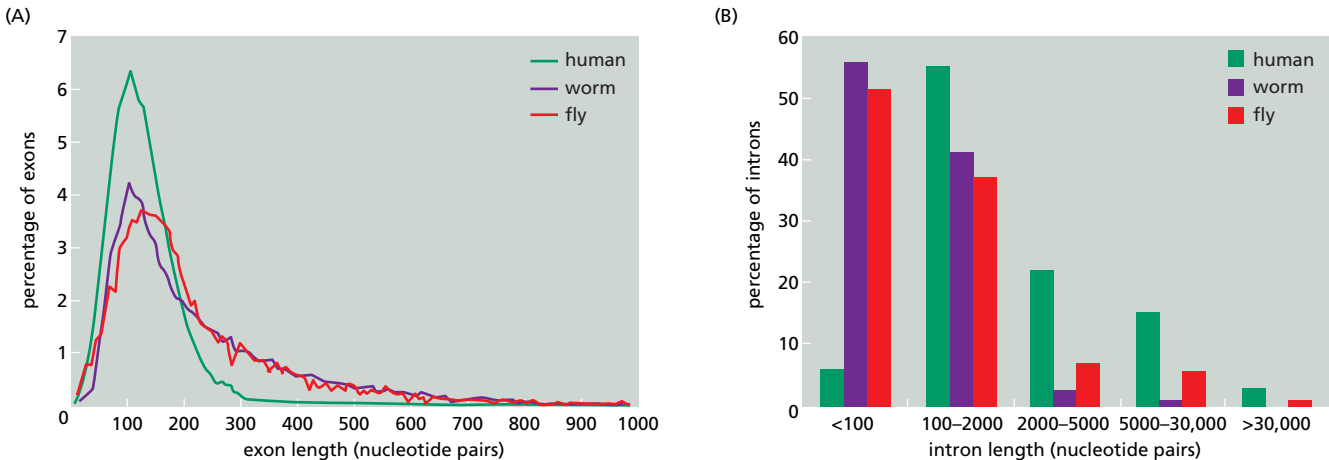 (A)
percentage of exons
7
6
5
4
3
2
1
0
100 200 300 400 500 600 700 800 900 1000
exon length (nucleotide pairs)
human
worm
fly
(B)
percentage of introns
60
50
40
30
20
10
0
<100 100–2000 2000–5000 5000–30,000 >30,000
intron length (nucleotide pairs)
human
worm
fly